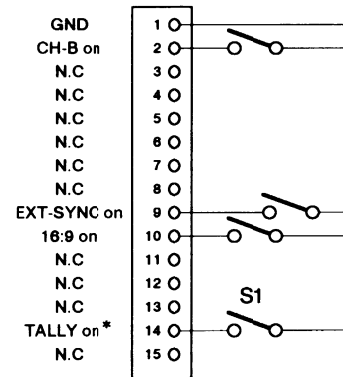 GND 1
CH-B on 2
N.C 3
N.C 4
N.C 5
N.C 6
N.C 7
N.C 8
EXT-SYNC on 9
16:9 on 10
N.C 11
N.C 12
N.C 13 S1
TALLY on* 14
N.C 15